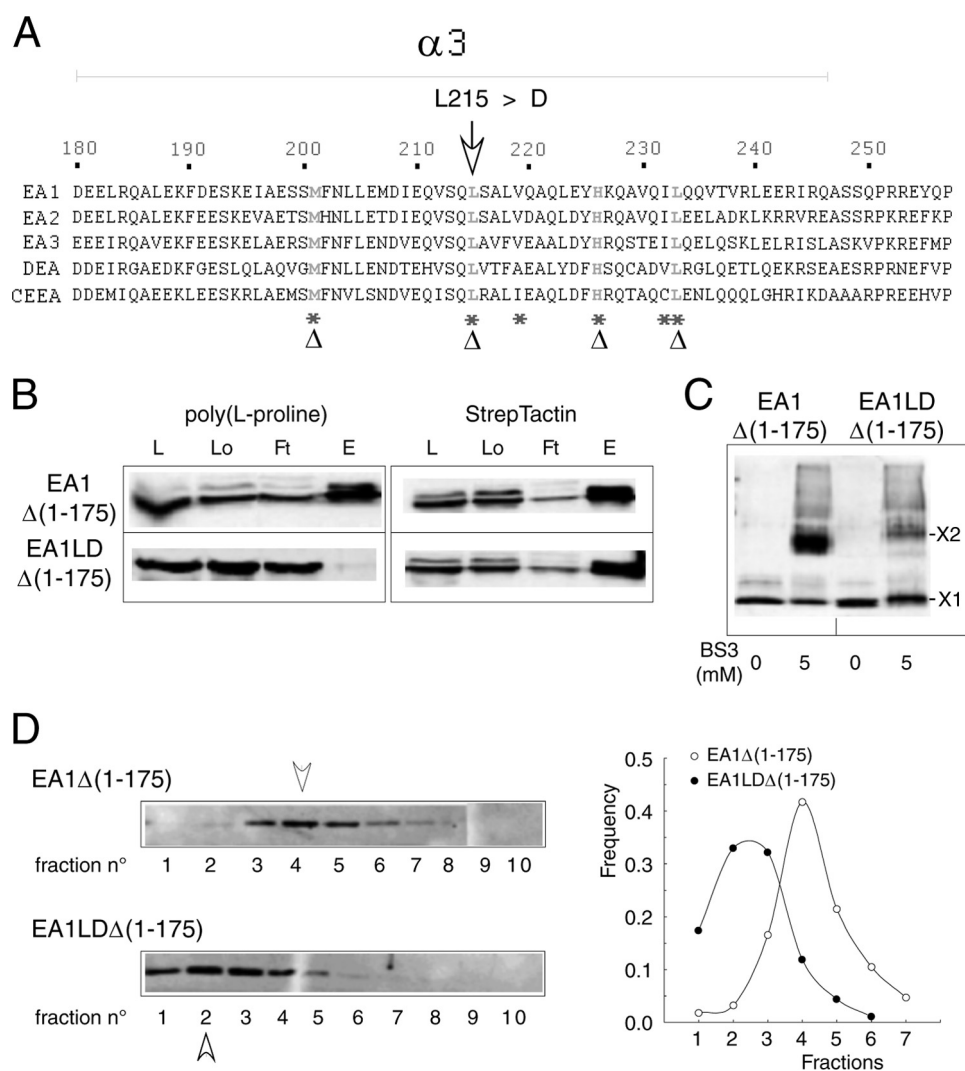 A
α3
L215 > D
180 190 200 210 220 230 240 250
EA1 DEELRQALEKFDESKEIAESSMFNLLEMDIEQVSQLSALVQAQLEYHKQAVQILQQVTVRLEERIRQASSQPRREYQP
EA2 DEEIRQALEKFEESKEVAETSMHNLLETDIEQVSQLSALVDAQLDYHRQAVQILEELADKLKRRVREASSRPKREFKP
EA3 EEEIRQAVEKFEESKELAERSMFNFLENDVEQVSQLAVFVEAALDYHRQSTEILQELQSKLELRISLASKVPKREFMP
DEA DDEIRGAEDKFGESLQLAQVGMFNLLENDTEHVSQLVTFAEALYDFHSQCADVLRGLQETLQEKRSEAESRPRNEFVP
CEEA DDEMIQAEEKLEESKRLAEMSMFNVLSNDVEQISQLRALIEAQLDFHRQTAQCLENLQQQLGHRIKDAAARPREEHVP
* * * * **
Δ Δ Δ Δ
B
poly(L-proline) StrepTactin
L Lo Ft E L Lo Ft E
EA1
Δ(1-175)
EA1LD
Δ(1-175)
C
EA1 EA1LD
Δ(1-175) Δ(1-175)
-X2
-X1
BS3
(mM) 0 5 0 5
D
EA1Δ(1-175)
fraction n° 1 2 3 4 5 6 7 8 9 10
EA1LDΔ(1-175)
fraction n° 1 2 3 4 5 6 7 8 9 10
EA1Δ(1-175)
EA1LDΔ(1-175)
Frequency
0.5
0.4
0.3
0.2
0.1
0.0
1 2 3 4 5 6 7
Fractions